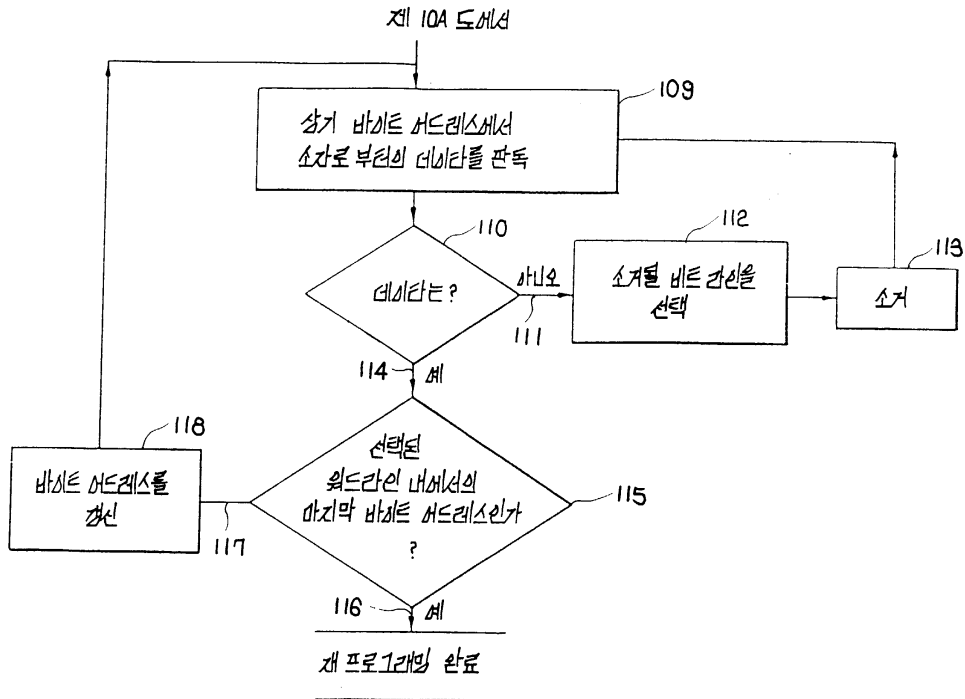 제 10A 도에서
109
상기 바이트 어드레스에서
소자로 부터의 데이타를 판독
110
데이타는?
아니오
111
112
소거될 비트 라인을
선택
113
소거
114
예
선택된
워드라인 내에서의
마지막 바이트 어드레스인가
?
115
118
바이트 어드레스를
갱신
117
116
예
재 프로그래밍 완료